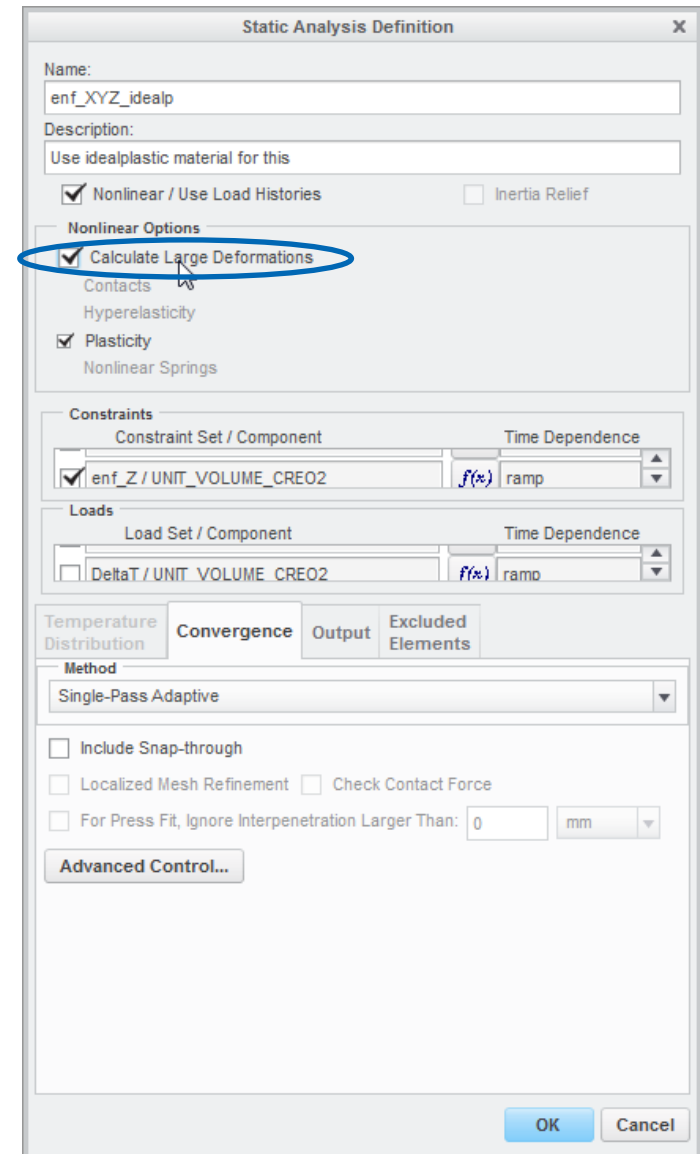 Static Analysis Definition
Name:
enf_XYZ_idealp
Description:
Use idealplastic material for this
Nonlinear / Use Load Histories Inertia Relief
Nonlinear Options
Calculate Large Deformations
Contacts
Hyperelasticity
Plasticity
Nonlinear Springs
Constraints
Constraint Set / Component Time Dependence
enf_Z / UNIT_VOLUME_CREO2 f(x) ramp
Loads
Load Set / Component Time Dependence
DeltaT / UNIT_VOLUME_CREO2 f(x) ramp
Temperature Distribution Convergence Output Excluded Elements
Method
Single-Pass Adaptive
Include Snap-through
Localized Mesh Refinement Check Contact Force
For Press Fit, Ignore Interpenetration Larger Than: 0 mm
Advanced Control...
OK Cancel